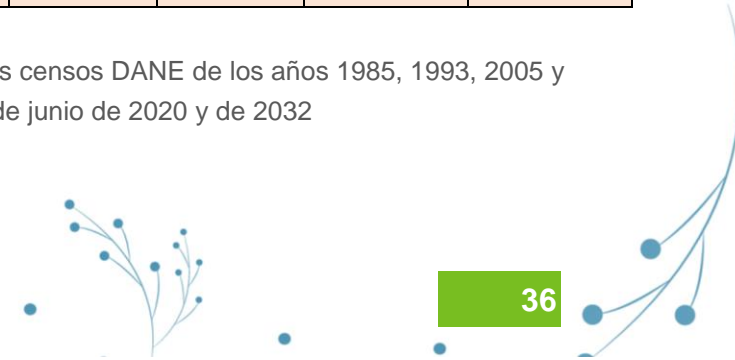 s censos DANE de los años 1985, 1993, 2005 y
de junio de 2020 y de 2032
36